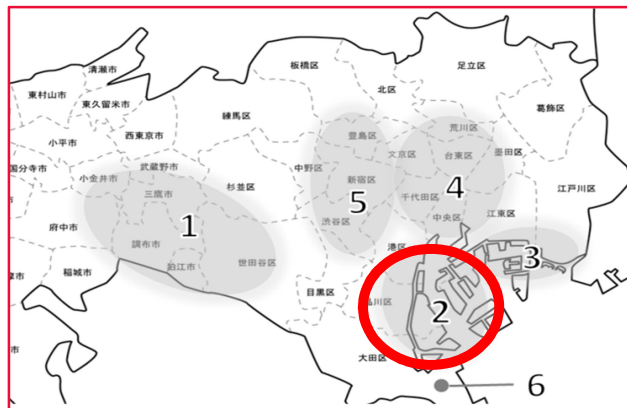 板橋区
足立区
清瀬市
北区
東村山市
東久留米市
葛飾区
練馬区
荒川区
豊島区
西東京市
小平市
文京区
台東区
墨田区
武蔵野市
中野区
国分寺市
小金井市
新宿区
杉並区
三鷹市
江戸川区
5
4
千代田区
渋谷区
中央区
江東区
府中市
1
調布市
港区
3
世田谷区
狛江市
稲城市
目黒区
品川区
2
大田区
6